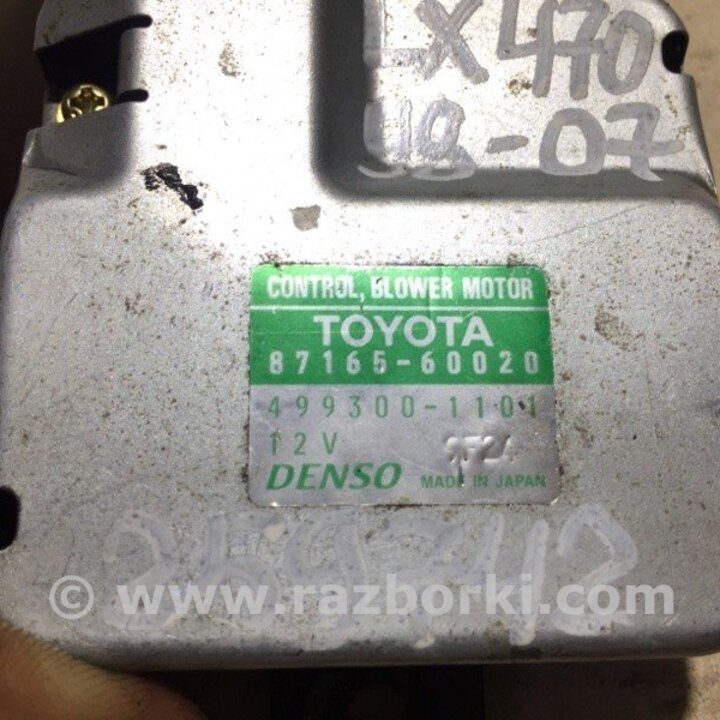 LX470
98-07
CONTROL, BLOWER MOTOR
TOYOTA
87165-60020
499300-1101
12V
DENSO MADE IN JAPAN
© www.razborki.com